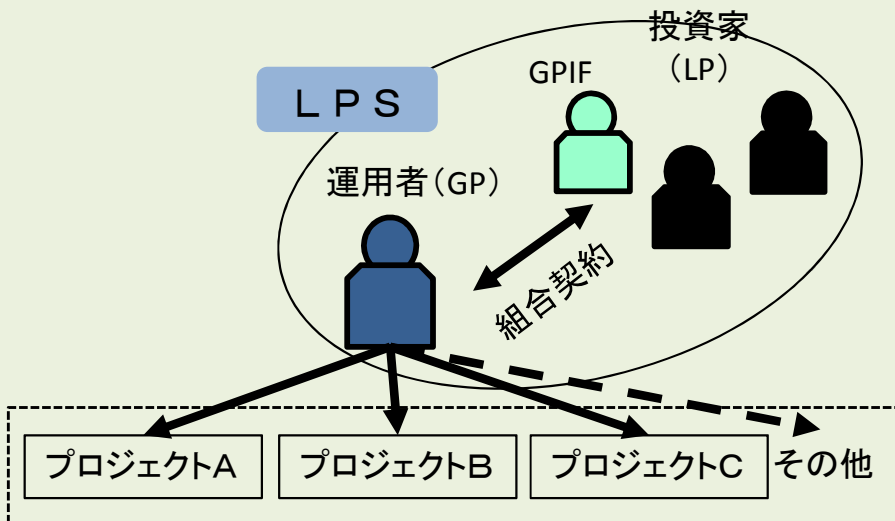 投資家
（LP）
GPIF
ＬＰＳ
運用者（GP）
組合契約
プロジェクトA
プロジェクトB
プロジェクトC
その他